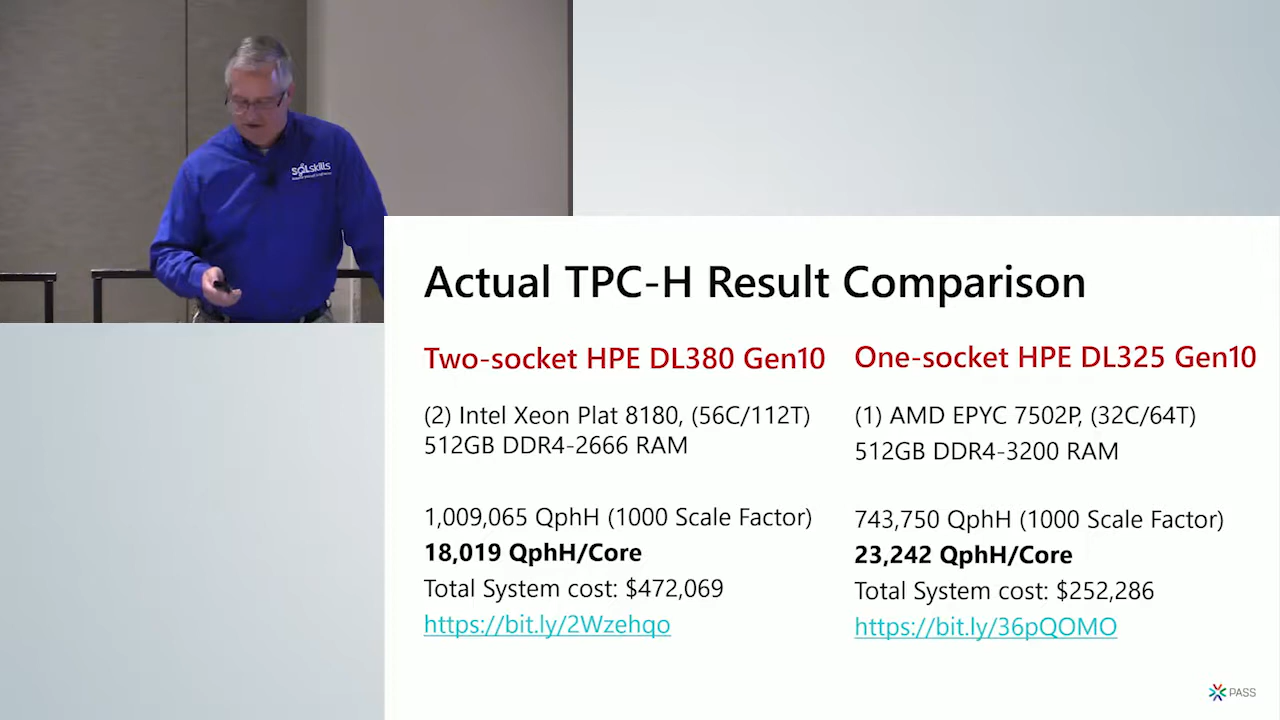 SQLskills
Actual TPC-H Result Comparison
Two-socket HPE DL380 Gen10
(2) Intel Xeon Plat 8180, (56C/112T)
512GB DDR4-2666 RAM
1,009,065 QphH (1000 Scale Factor)
18,019 QphH/Core
Total System cost: $472,069
https://bit.ly/2Wzehqo
One-socket HPE DL325 Gen10
(1) AMD EPYC 7502P, (32C/64T)
512GB DDR4-3200 RAM
743,750 QphH (1000 Scale Factor)
23,242 QphH/Core
Total System cost: $252,286
https://bit.ly/36pQOMO
PASS